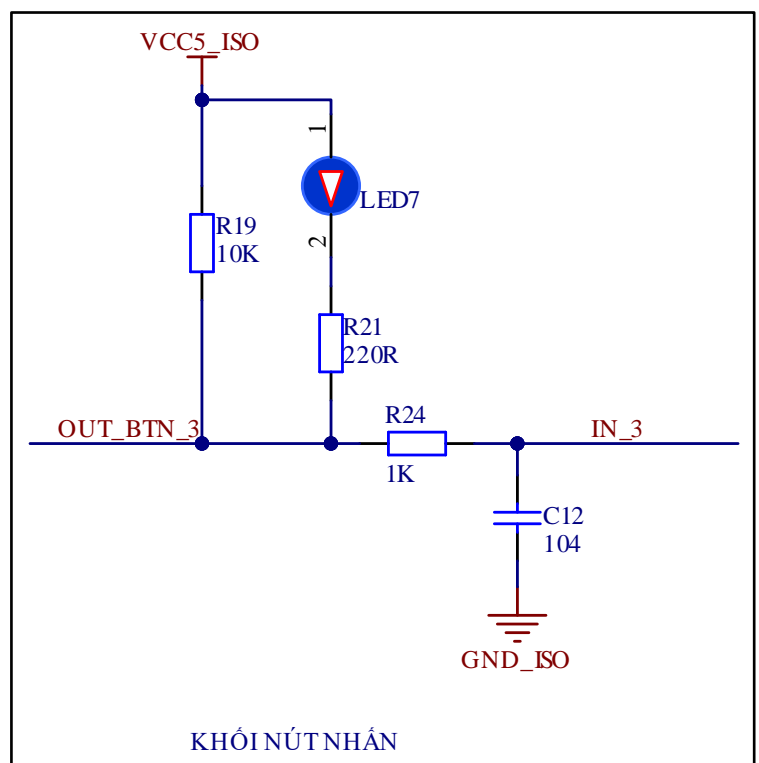 VCC5_ISO
1
LED7
R19
10K
2
R21
220R
OUT_BTN_3
R24
IN_3
1K
C12
104
GND_ISO
KHỐI NÚT NHẤN